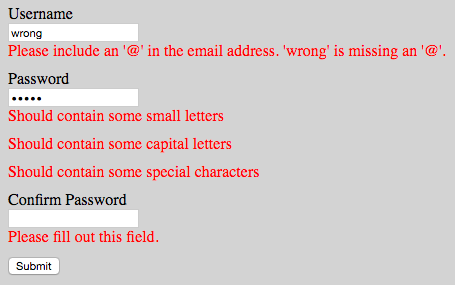 Username
wrong
Please include an '@' in the email address. 'wrong' is missing an '@'.
Password
•••••
Should contain some small letters
Should contain some capital letters
Should contain some special characters
Confirm Password
Please fill out this field.
Submit